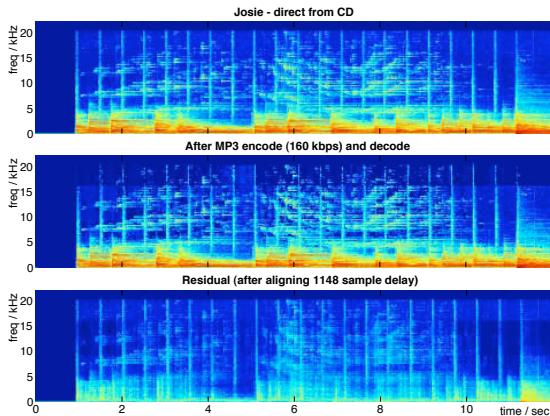 Josie - direct from CD
freq / kHz
20
15
10
5
0
After MP3 encode (160 kbps) and decode
freq / kHz
20
15
10
5
0
Residual (after aligning 1148 sample delay)
freq / kHz
20
15
10
5
0
0 2 4 6 8 10 time / sec